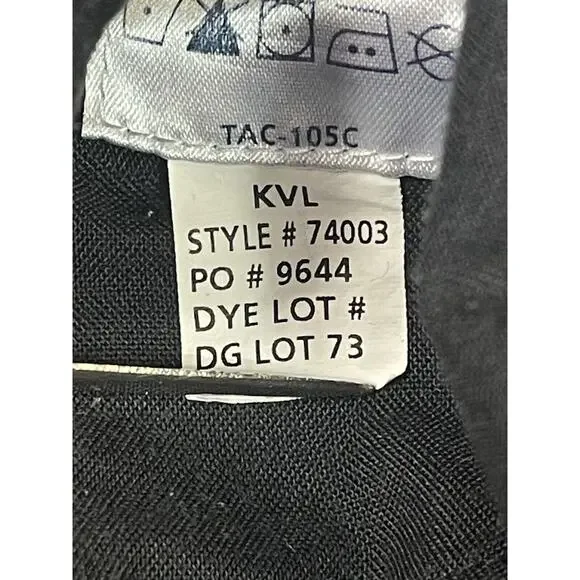 TAC-105C
KVL
STYLE # 74003
PO # 9644
DYE LOT #
DG LOT 73